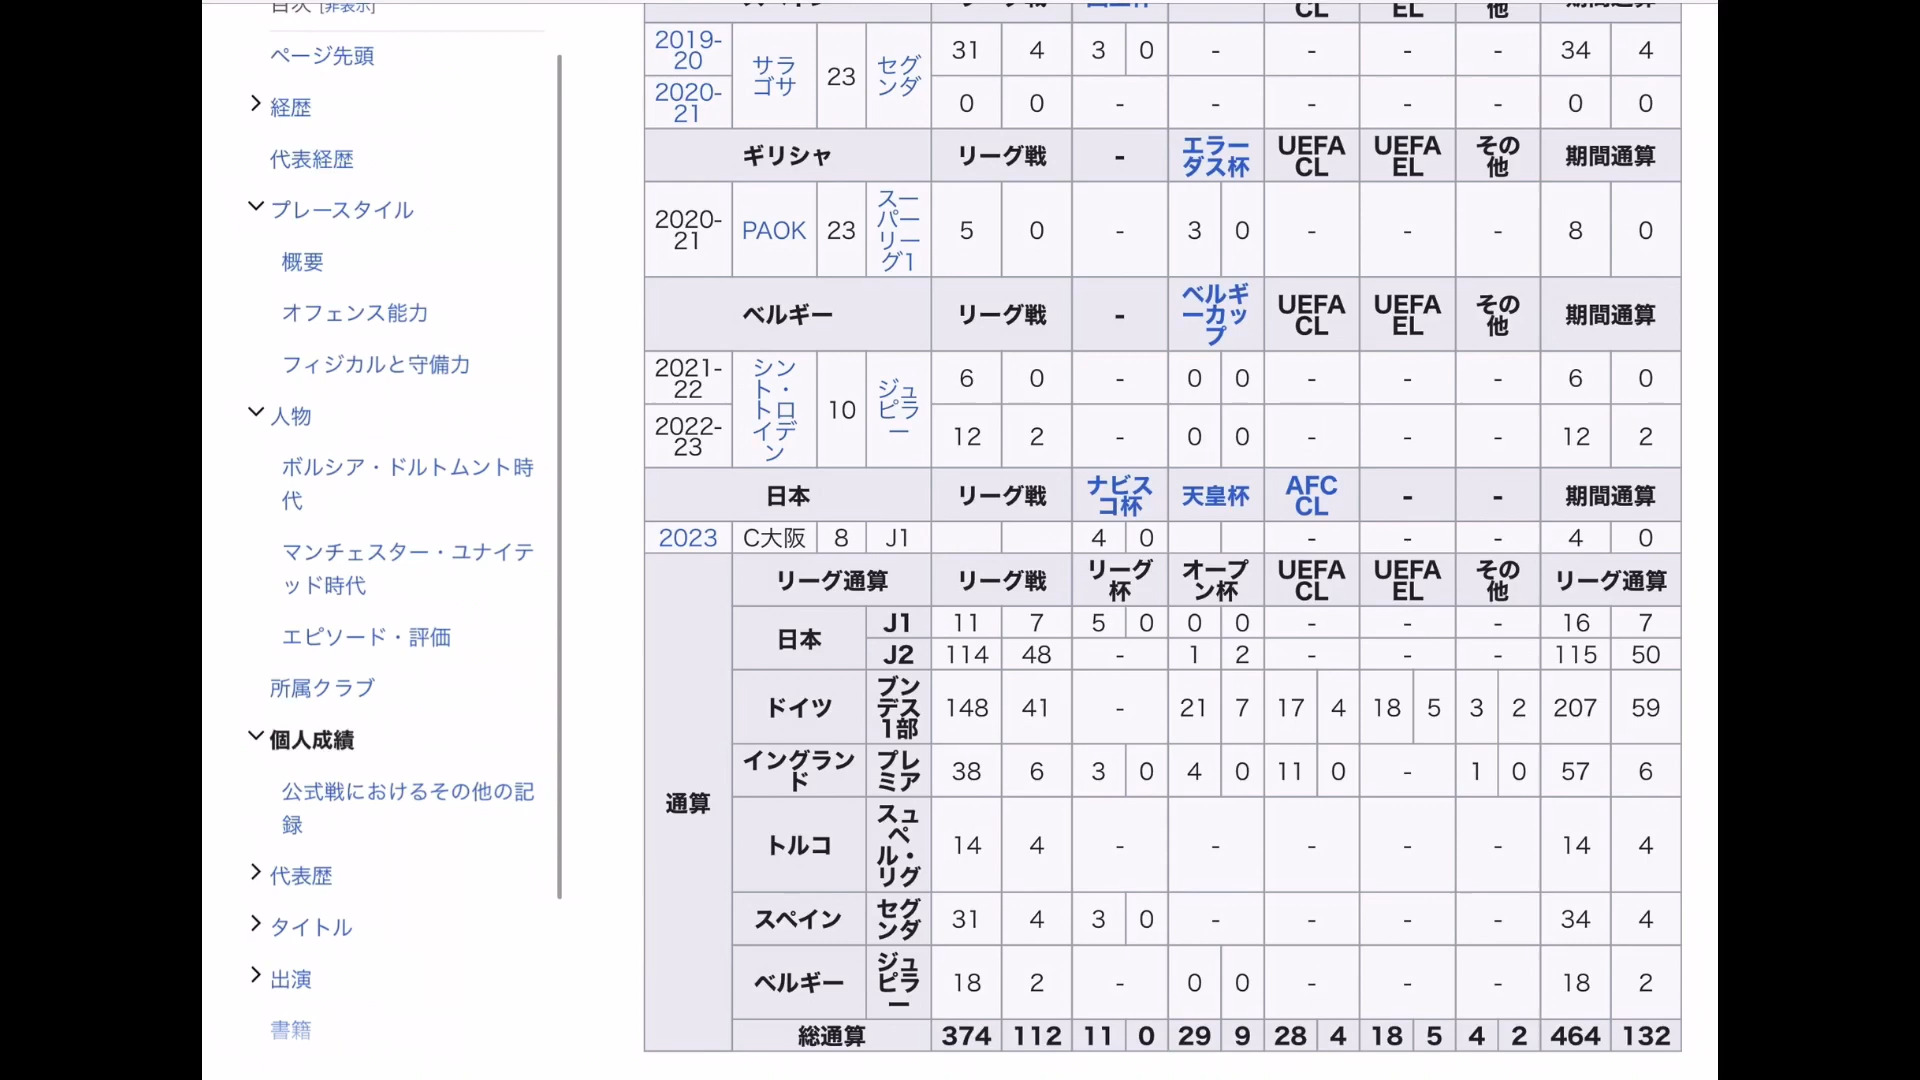 目次 [非表示]
ページ先頭
経歴
代表経歴
プレースタイル
概要
オフェンス能力
フィジカルと守備力
人物
ボルシア・ドルトムント時
代
マンチェスター・ユナイテ
ッド時代
エピソード・評価
所属クラブ
個人成績
公式戦におけるその他の記
録
代表歴
タイトル
出演
書籍
CL EL 他
2019-20 サラゴサ 23 セグンダ 31 4 3 0 - - - - 34 4
2020-21 0 0 - - - - - 0 0
ギリシャ リーグ戦 - エラーダス杯 UEFA CL UEFA EL その他 期間通算
2020-21 PAOK 23 スーパーリーグ1 5 0 - 3 0 - - - 8 0
ベルギー リーグ戦 - ベルギーカップ UEFA CL UEFA EL その他 期間通算
2021-22 シント・トロイデン 10 ジュピラー 6 0 - 0 0 - - - 6 0
2022-23 12 2 - 0 0 - - - 12 2
日本 リーグ戦 ナビスコ杯 天皇杯 AFC CL - - 期間通算
2023 C大阪 8 J1 4 0 - - - 4 0
通算 リーグ通算 リーグ戦 リーグ杯 オープン杯 UEFA CL UEFA EL その他 リーグ通算
日本 J1 11 7 5 0 0 0 - - - 16 7
J2 114 48 - 1 2 - - - 115 50
ドイツ ブンデス1部 148 41 - 21 7 17 4 18 5 3 2 207 59
イングランド プレミア 38 6 3 0 4 0 11 0 - 1 0 57 6
トルコ スュペル・リグ 14 4 - - - - - 14 4
スペイン セグンダ 31 4 3 0 - - - - 34 4
ベルギー ジュピラー 18 2 - 0 0 - - - 18 2
総通算 374 112 11 0 29 9 28 4 18 5 4 2 464 132